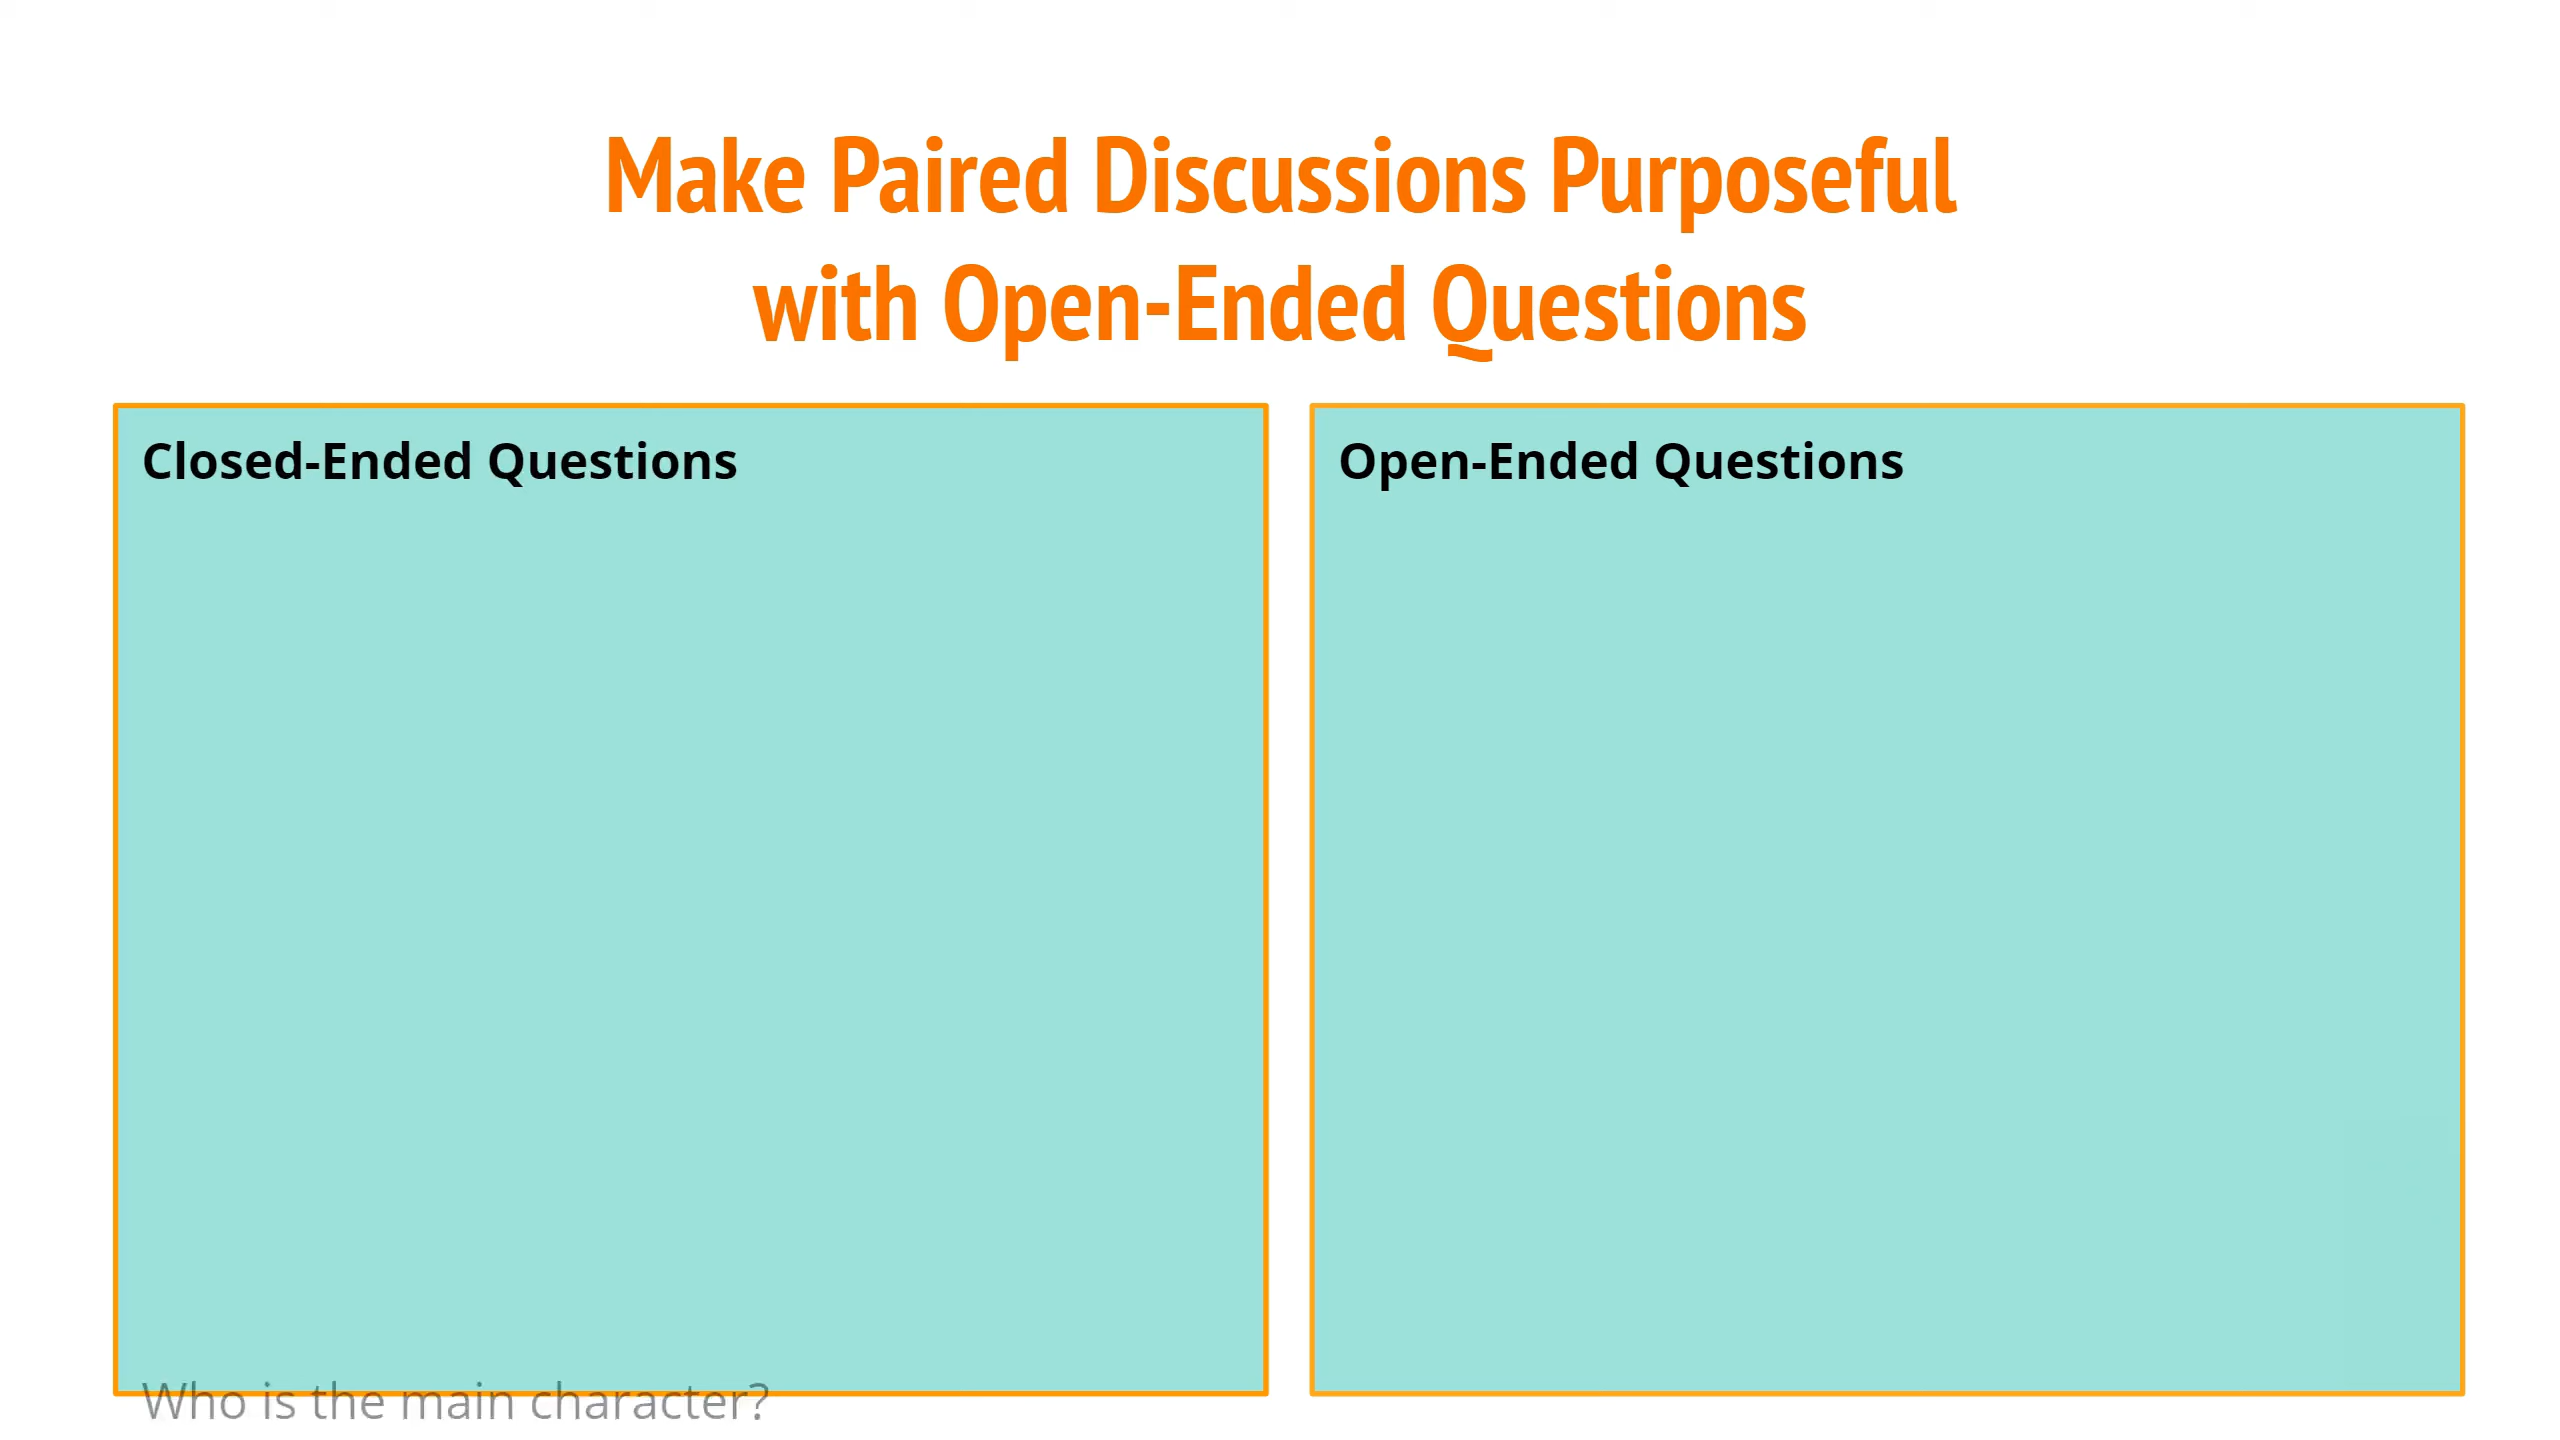 Make Paired Discussions Purposeful
with Open-Ended Questions
Closed-Ended Questions
Who is the main character?
Open-Ended Questions